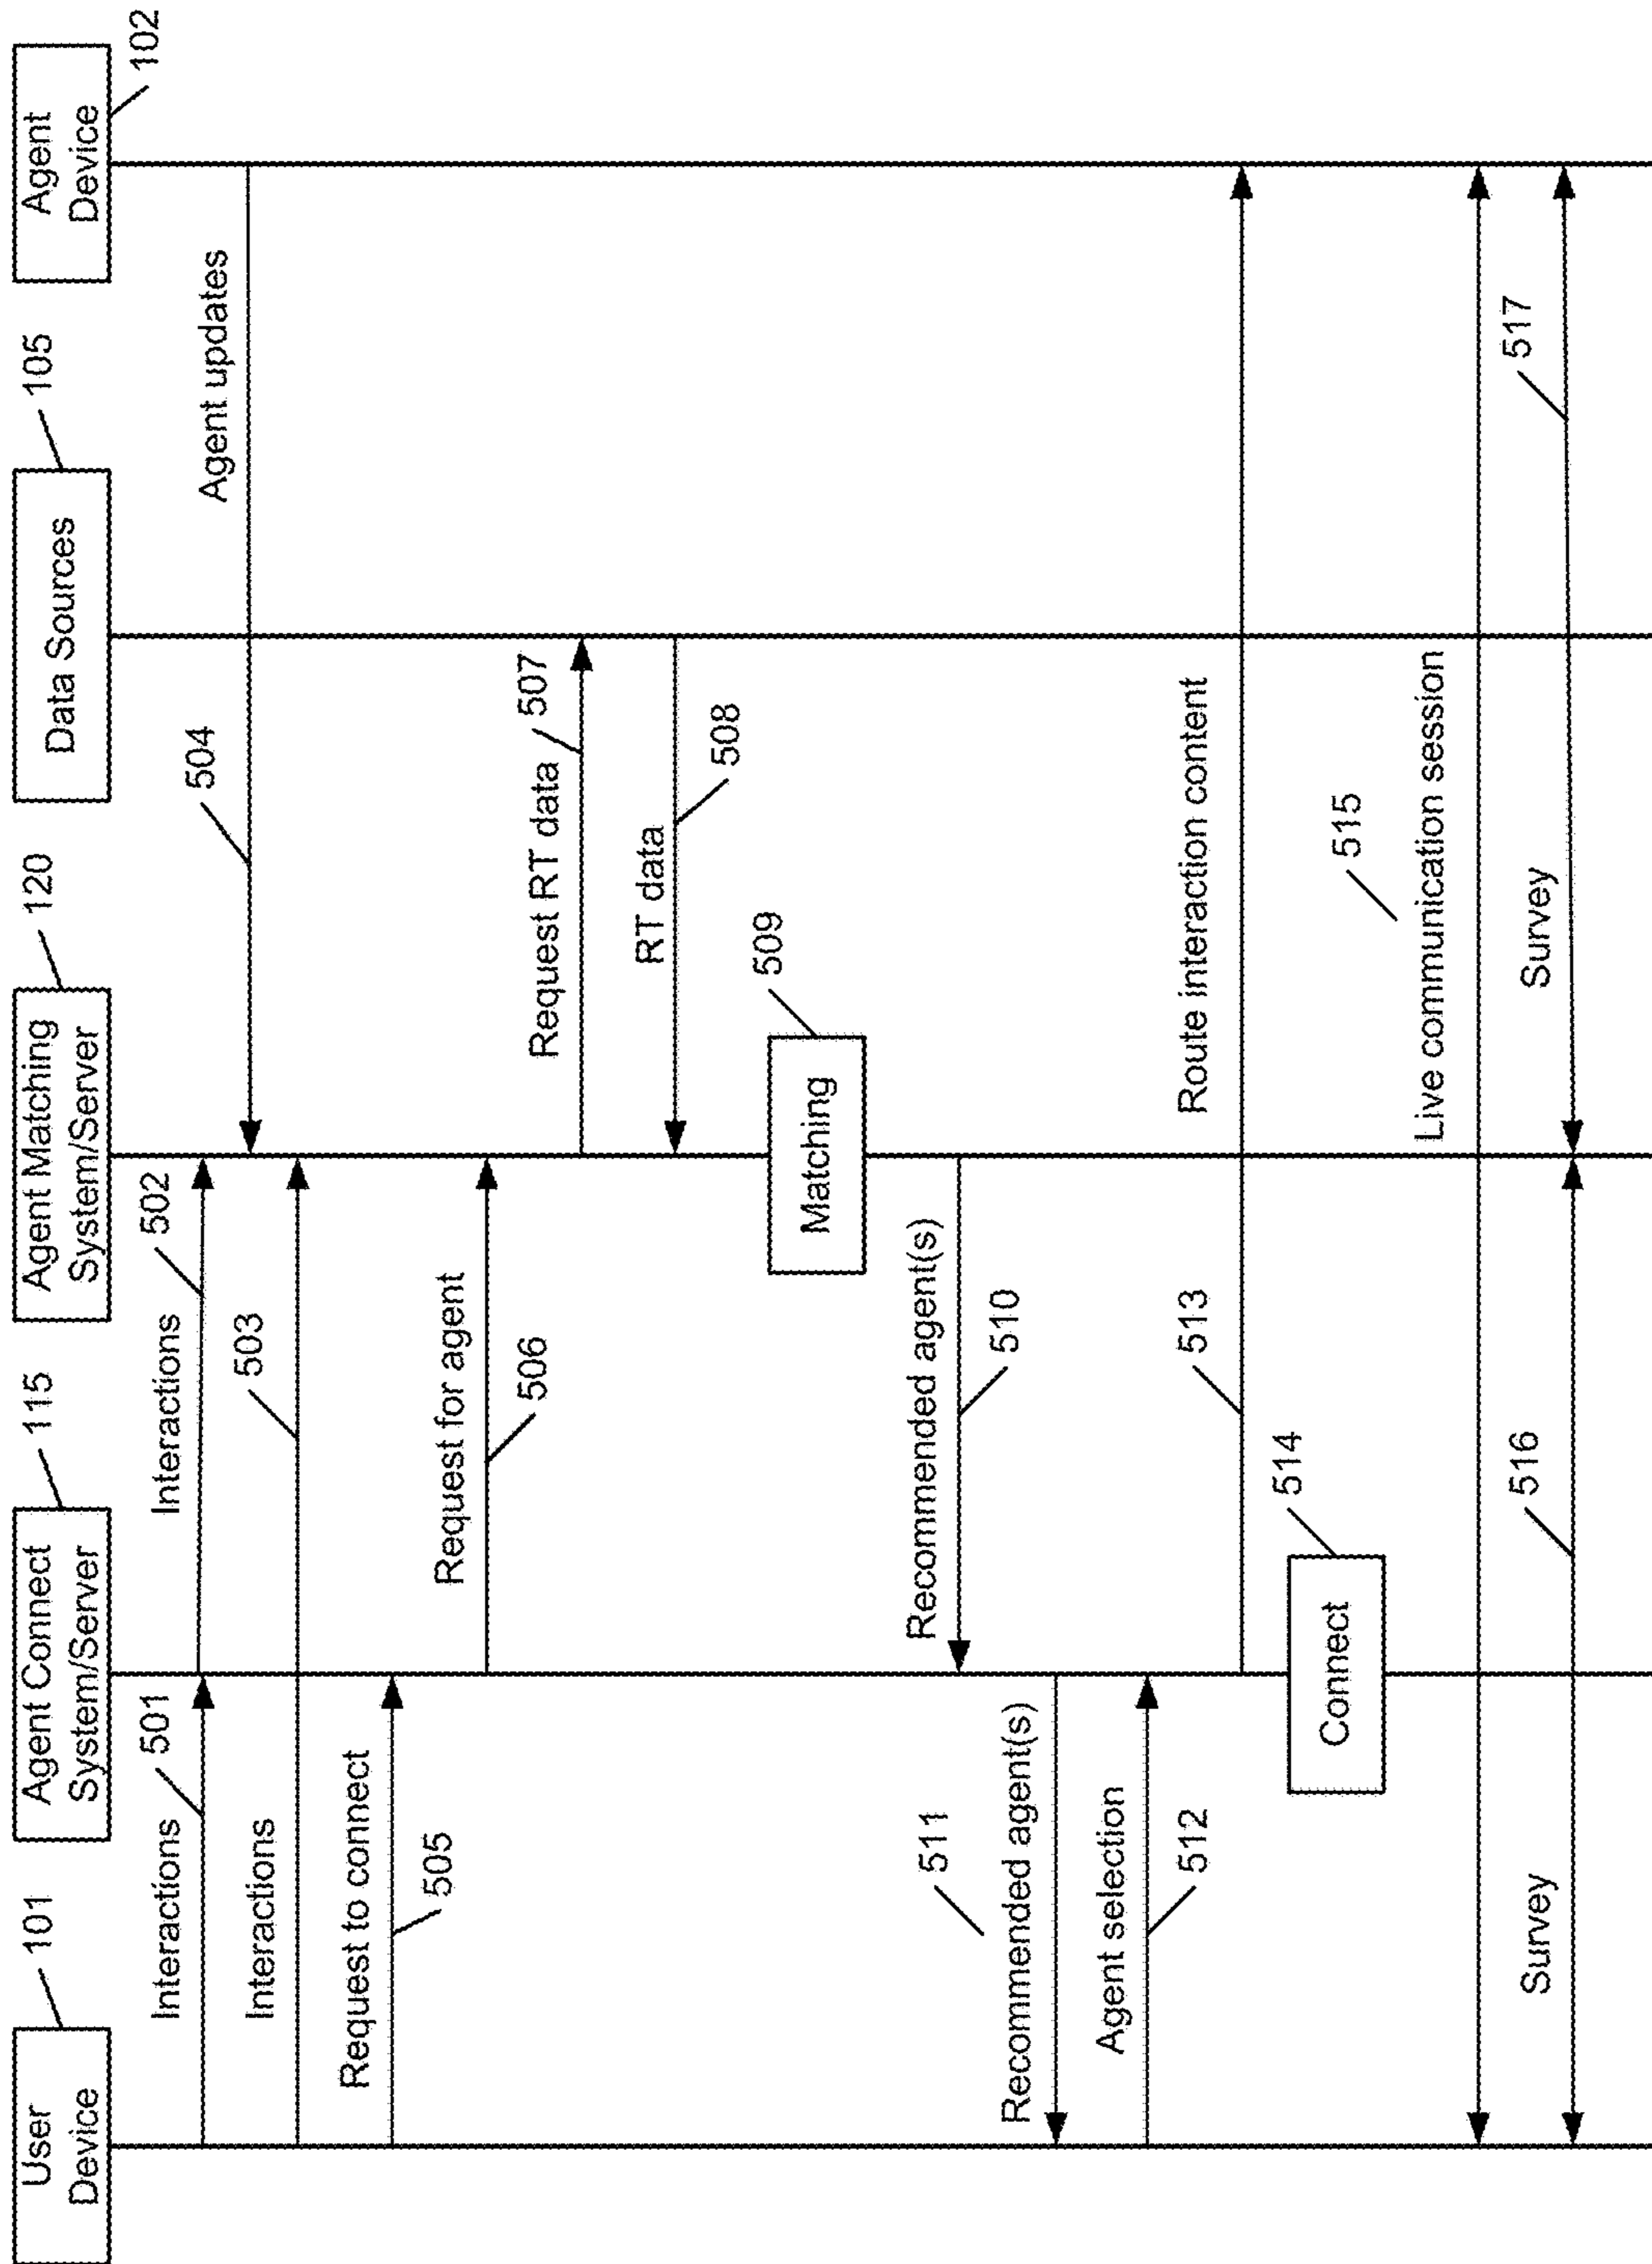 User
Device
101
Agent Connect
System/Server
115
Agent Matching
System/Server
120
Data Sources
105
Agent
Device
102
Interactions
501
Interactions
502
504
Agent updates
Interactions
503
Request to connect
505
Request for agent
506
Request RT data
507
RT data
508
Matching
509
Recommended agent(s)
510
511
Recommended agent(s)
Agent selection
512
513
Route interaction content
Connect
514
515
Live communication session
Survey
516
Survey
517